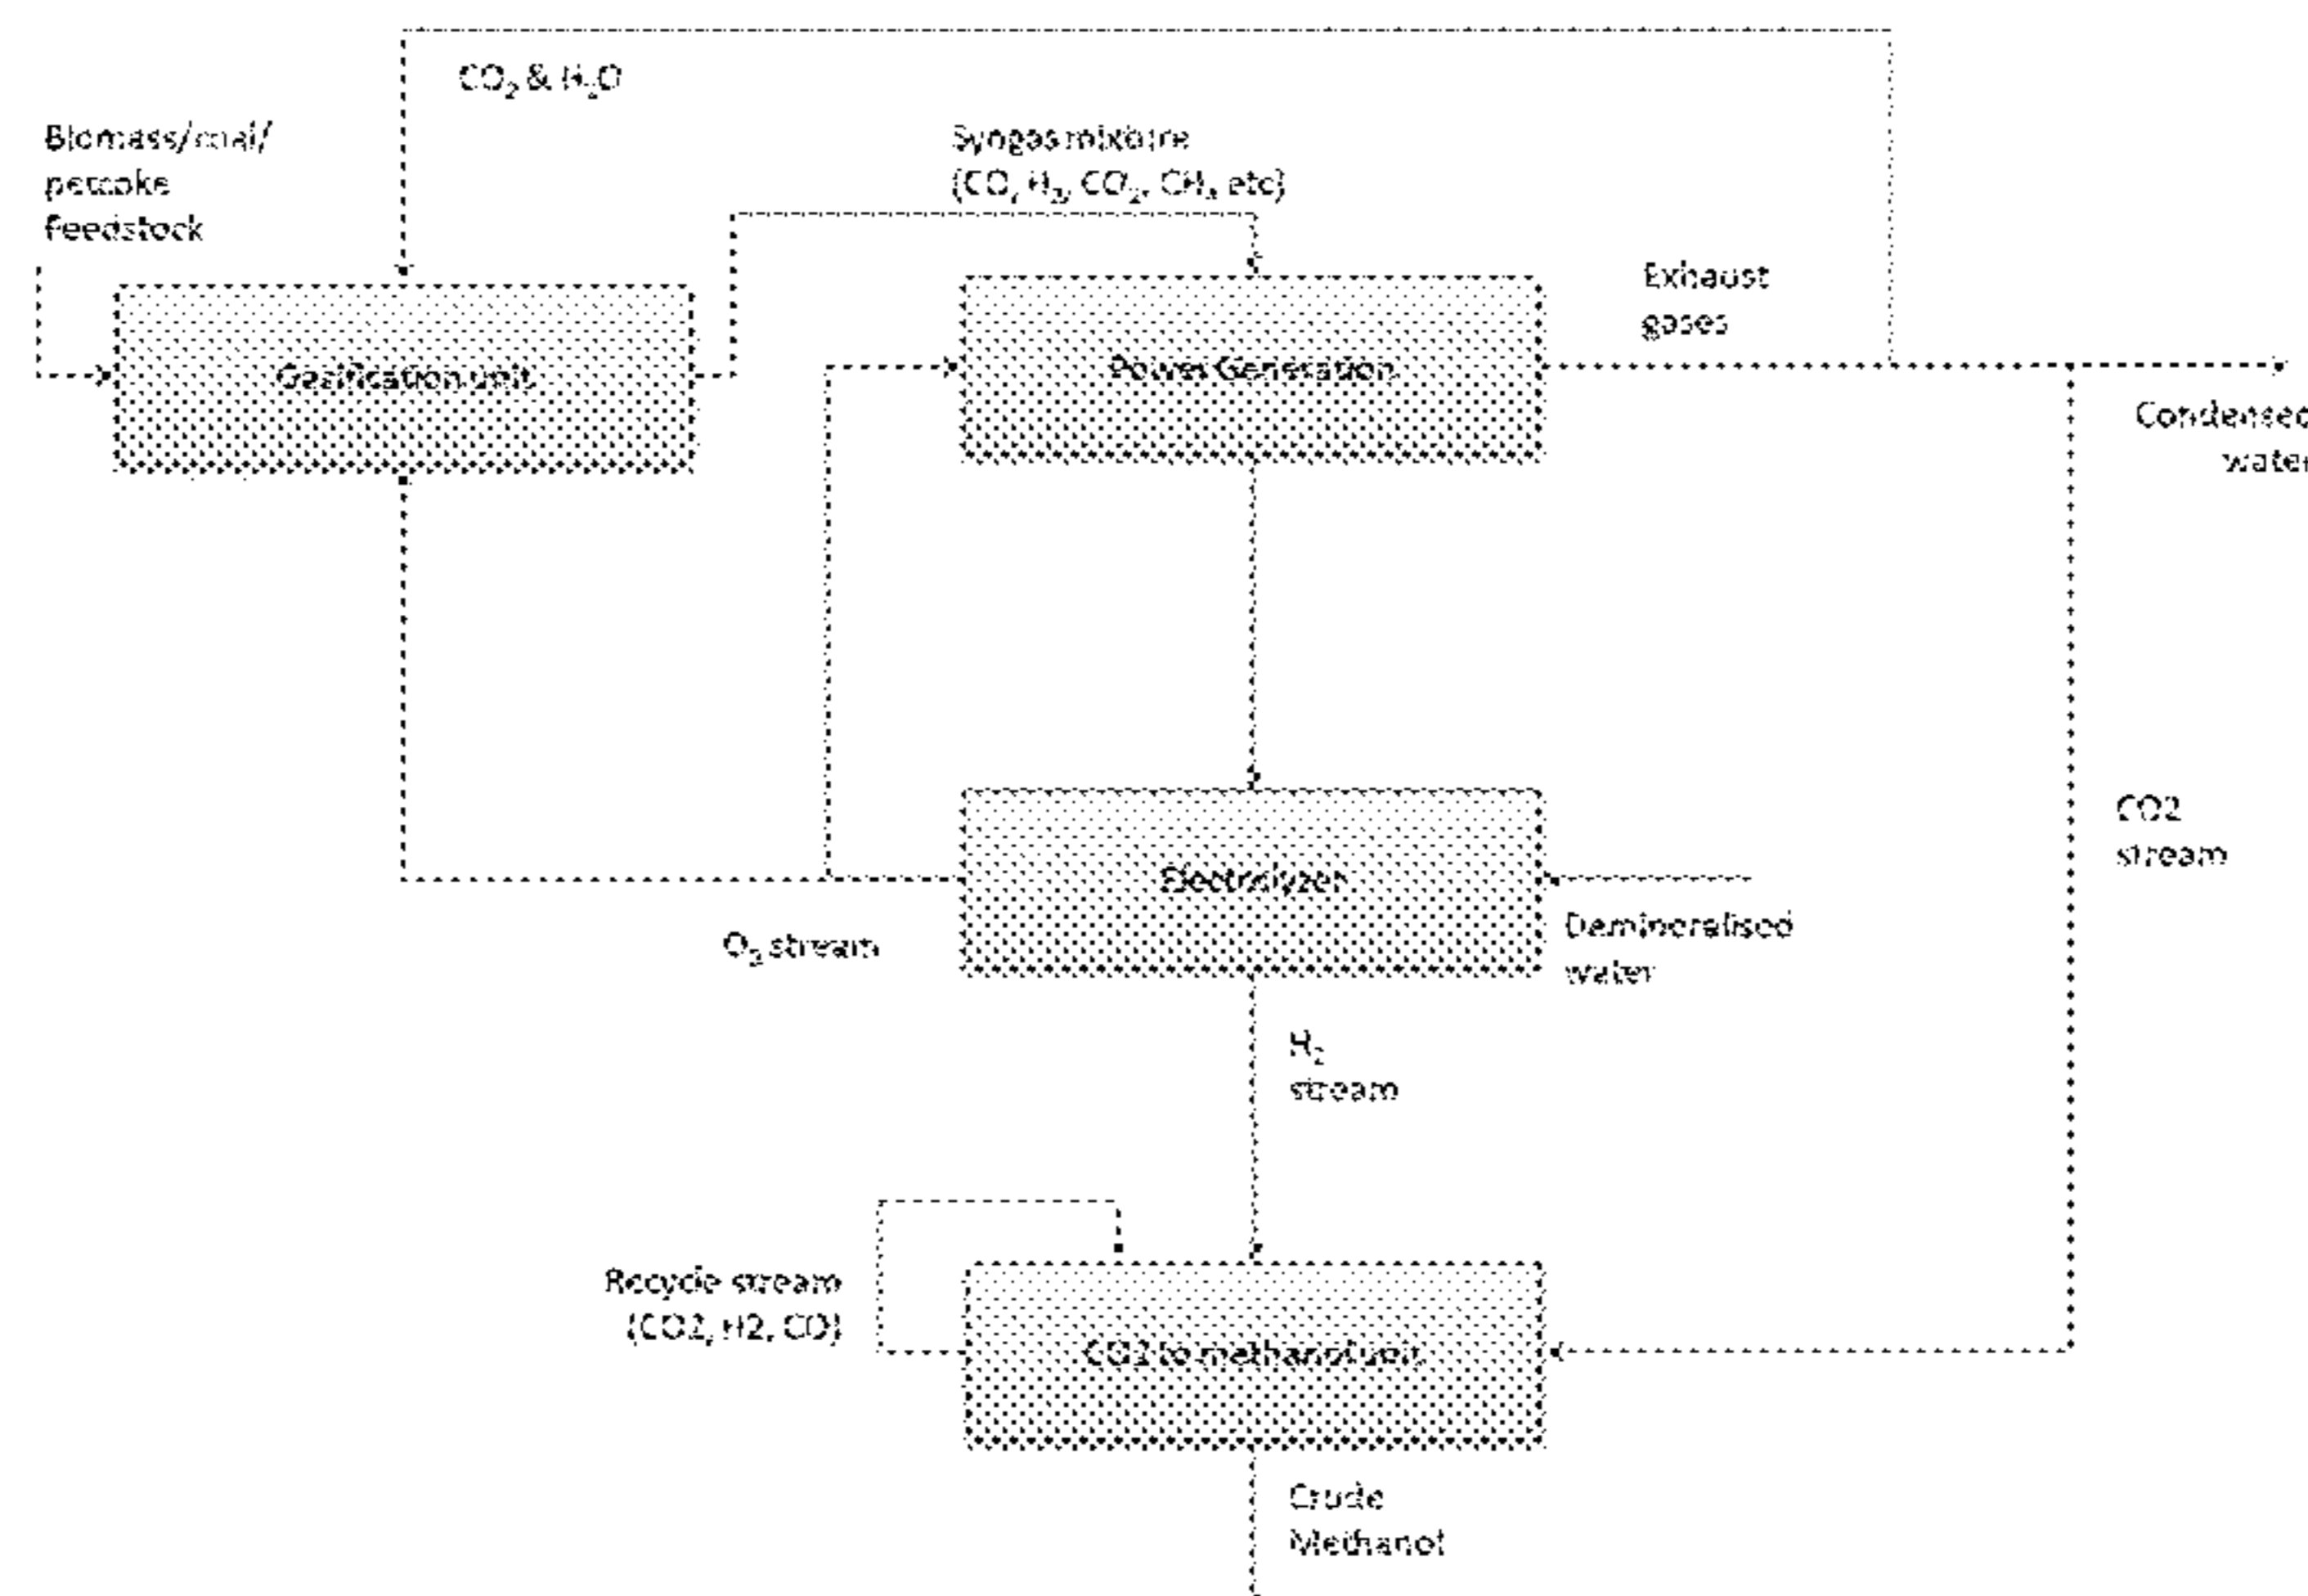 CO₂ & H₂O
Biomass/coal/
petcoke
Feedstock
Syngas mixture
(CO, H₂, CO₂, CH₄ etc)
Exhaust
gases
Gasification unit
Power Generation
Condensed
water
CO2
stream
Electrolyzer
Demineralised
water
O₂ stream
H₂
stream
Recycle stream
(CO2, H2, CO)
CO2 to methanol unit
Crude
Methanol